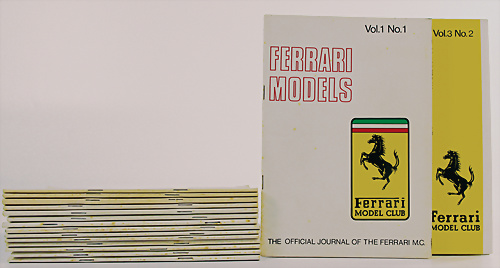 Vol.1 No.1
FERRARI
MODELS
Ferrari
MODEL CLUB
THE OFFICIAL JOURNAL OF THE FERRARI M.C.
Vol.3 No.2
Ferrari
MODEL CLUB